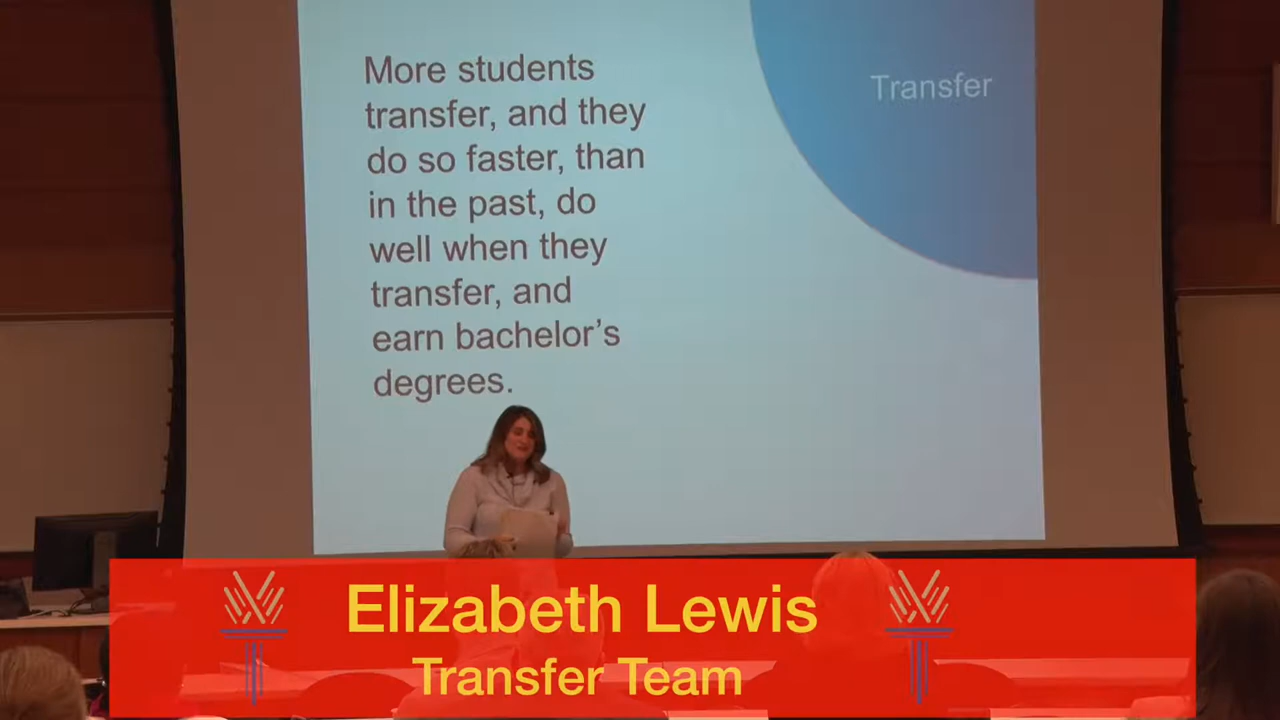 More students
transfer, and they
do so faster, than
in the past, do
well when they
transfer, and
earn bachelor’s
degrees.
Transfer
Elizabeth Lewis
Transfer Team